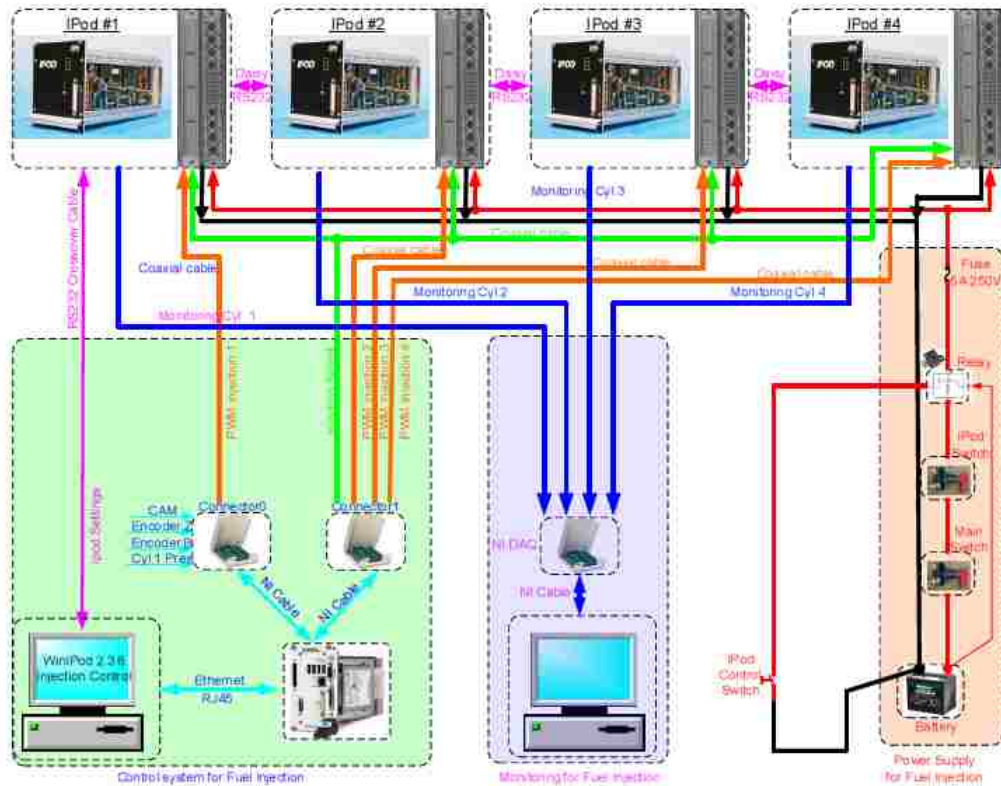 IPod #1
IPod #2
IPod #3
IPod #4
IPOD
IPOD
IPOD
IPOD
Daisy
RS232
Daisy
RS232
Daisy
RS232
Monitoring Cyl.3
Coaxial cable
Coaxial cable
Coaxial cable
Coaxial cable
Coaxial cable
Monitoring Cyl.2
Monitoring Cyl.4
Monitoring Cyl. 1
RS232 Crossover Cable
Fuse
5A 250V
Relay
IPod
Switch
Main
Switch
PWM Injection 1
PWM Injection 2
PWM Injection 3
PWM Injection 4
Connector0
Connector1
CAM
Encoder Z
Encoder B
Cyl.1 Pres
Ipod Settings
NI Cable
NI Cable
NI DAQ
NI Cable
WinIPod 2.3.6
Injection Control
Ethernet
RJ45
IPod
Control
Switch
Battery
Control system for Fuel Injection
Monitoring for Fuel Injection
Power Supply
for Fuel Injection